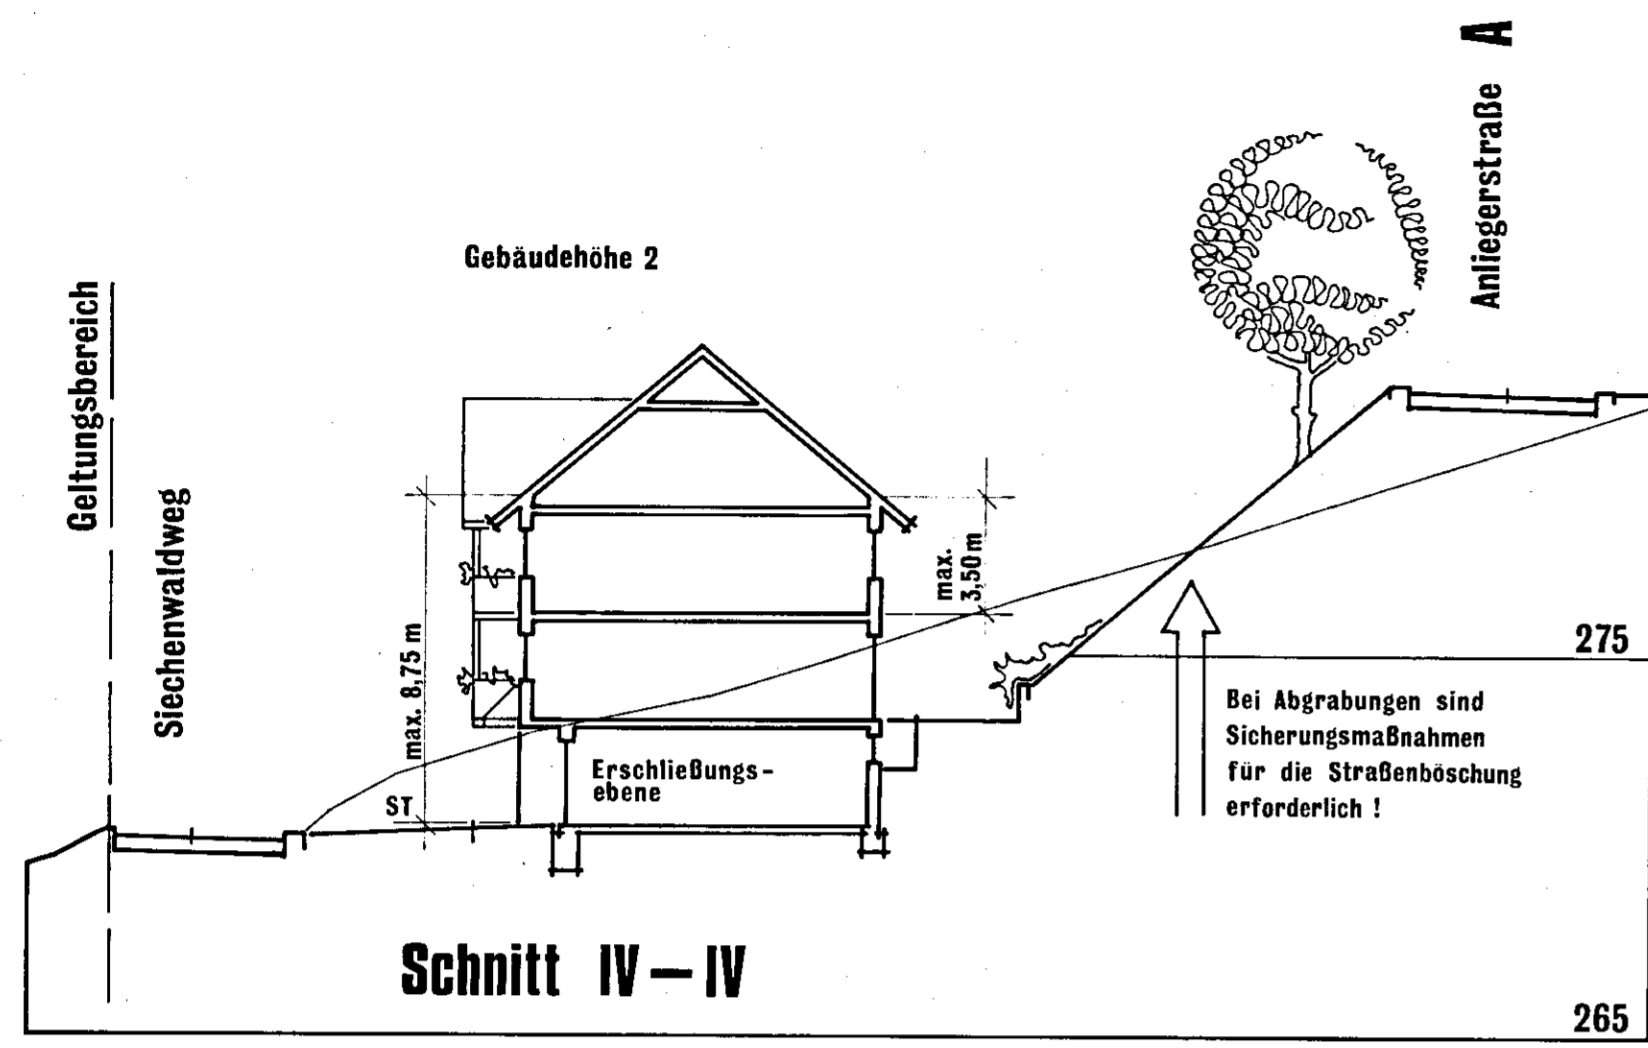 Anliegerstraße A
Gebäudehöhe 2
Geltungsbereich
Siechenwaldweg
max. 8,75 m
max.
3,50m
275
Bei Abgrabungen sind
Sicherungsmaßnahmen
für die Straßenböschung
erforderlich !
Erschließungs-
ebene
ST
Schnitt IV — IV
265